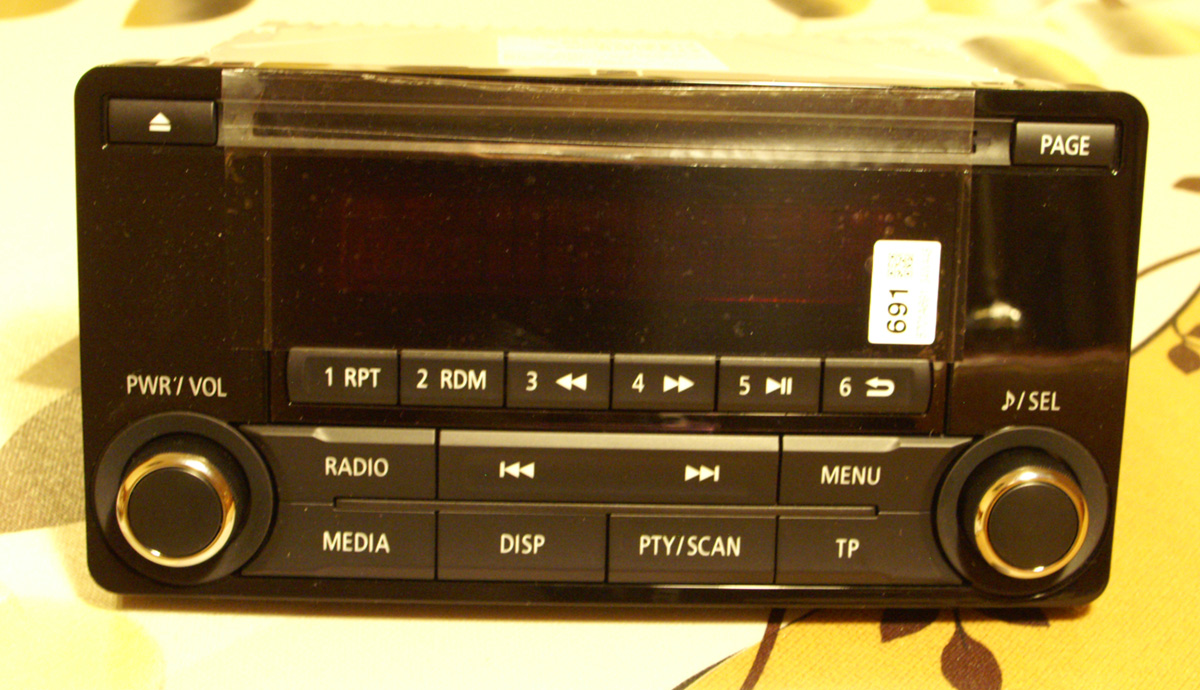 PAGE
691
PWR / VOL
♪/SEL
1 RPT
2 RDM
3
4
5
6
RADIO
MENU
MEDIA
DISP
PTY/SCAN
TP